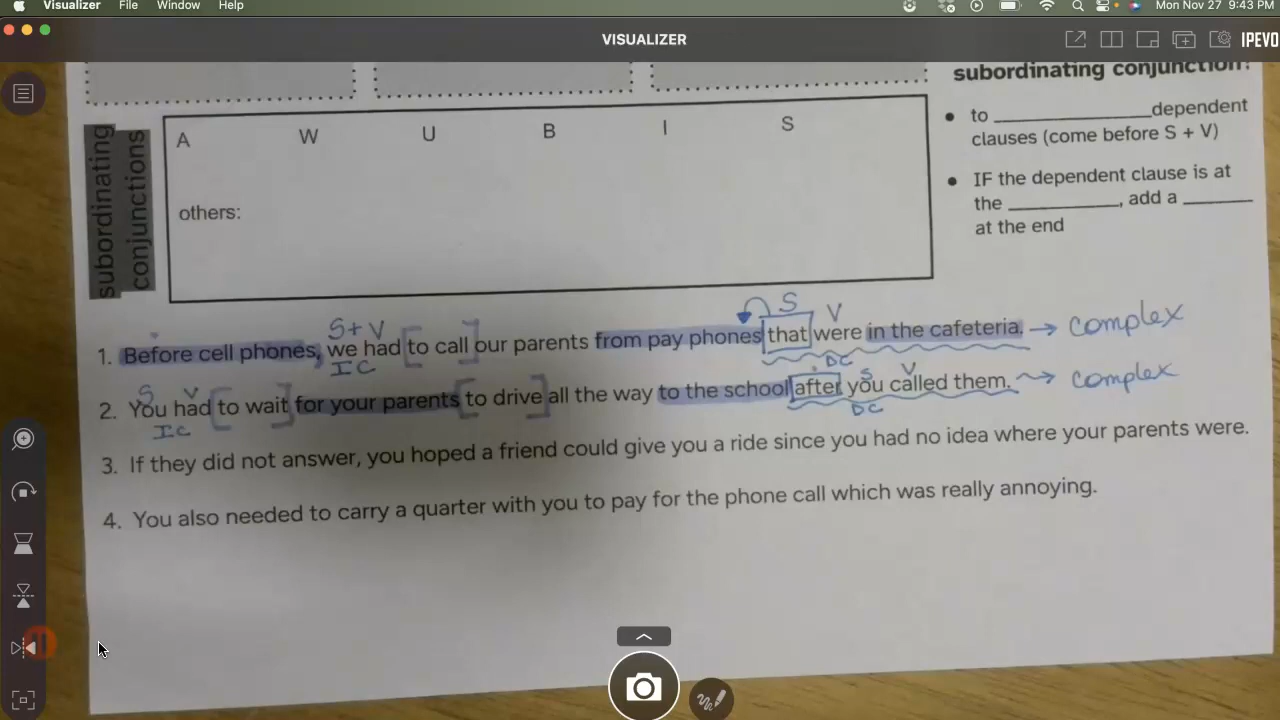 Visualizer File Window Help Mon Nov 27 9:43 PM
VISUALIZER
IPEVO
subordinating conjunction?
subordinating conjunctions
A W U B I S
others:
• to ______________dependent
clauses (come before S + V)
• IF the dependent clause is at
the __________, add a ______
at the end
S+V S V
1. Before cell phones, we had [to call] our parents from pay phones that were in the cafeteria. → complex
IC DC
S V S V
2. You had [to wait] for your parents [to drive] all the way to the school after you called them. → complex
IC DC
3. If they did not answer, you hoped a friend could give you a ride since you had no idea where your parents were.
4. You also needed to carry a quarter with you to pay for the phone call which was really annoying.